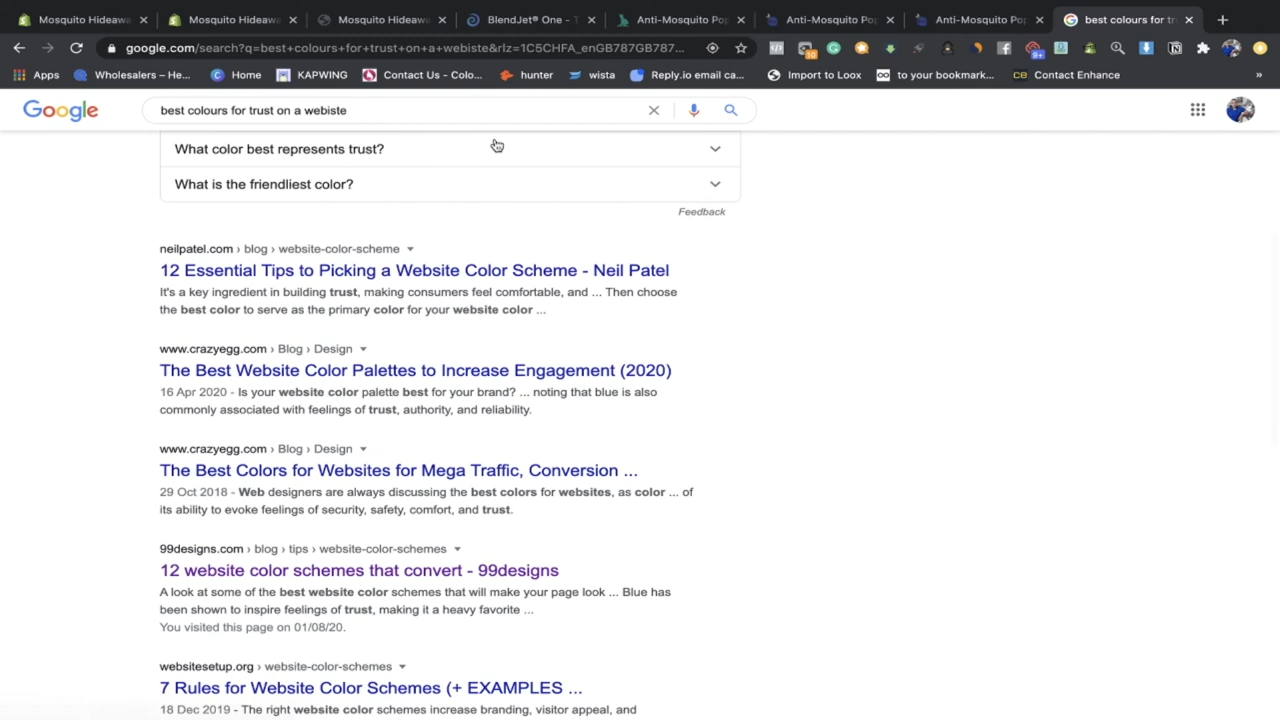 Mosquito Hideaw
Mosquito Hideaw
Mosquito Hideaw
BlendJet® One - T
Anti-Mosquito Pop
Anti-Mosquito Pop
Anti-Mosquito Pop
best colours for tr
google.com/search?q=best+colours+for+trust+on+a+webiste&rlz=1C5CHFA_enGB787GB787...
30
9+
Apps
Wholesalers – He...
Home
KAPWING
Contact Us - Colo...
hunter
wista
Reply.io email ca...
Import to Loox
to your bookmark...
CB Contact Enhance
»
Google
best colours for trust on a webiste
What color best represents trust?
What is the friendliest color?
Feedback
neilpatel.com › blog › website-color-scheme
12 Essential Tips to Picking a Website Color Scheme - Neil Patel
It's a key ingredient in building trust, making consumers feel comfortable, and ... Then choose
the best color to serve as the primary color for your website color ...
www.crazyegg.com › Blog › Design
The Best Website Color Palettes to Increase Engagement (2020)
16 Apr 2020 - Is your website color palette best for your brand? ... noting that blue is also
commonly associated with feelings of trust, authority, and reliability.
www.crazyegg.com › Blog › Design
The Best Colors for Websites for Mega Traffic, Conversion ...
29 Oct 2018 - Web designers are always discussing the best colors for websites, as color ... of
its ability to evoke feelings of security, safety, comfort, and trust.
99designs.com › blog › tips › website-color-schemes
12 website color schemes that convert - 99designs
A look at some of the best website color schemes that will make your page look ... Blue has
been shown to inspire feelings of trust, making it a heavy favorite ...
You visited this page on 01/08/20.
websitesetup.org › website-color-schemes
7 Rules for Website Color Schemes (+ EXAMPLES ...
18 Dec 2019 - The right website color schemes increase branding, visitor appeal, and